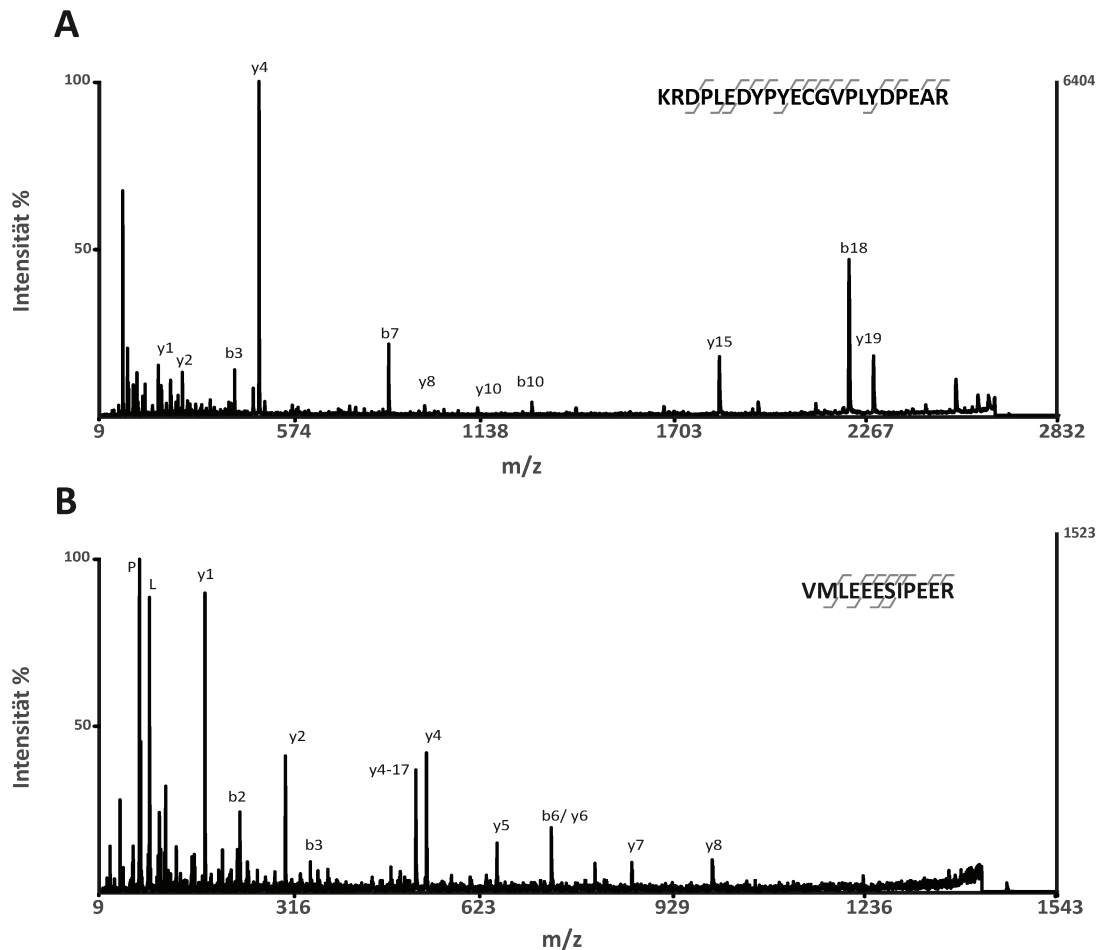 A
100
y4
KRDPLEDYPYECGVPLYDPEAR
6404
Intensität %
50
b18
b7
y15
y19
y1
y2
b3
y8
y10
b10
9
574
1138
1703
2267
2832
m/z
B
1523
100
P
L
y1
VMLEEESIPEER
Intensität %
50
y2
y4
y4-17
b2
b6/ y6
y5
b3
y7
y8
9
316
623
929
1236
1543
m/z